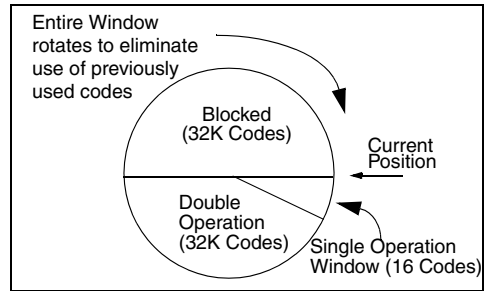 Entire Window
rotates to eliminate
use of previously
used codes
Blocked
(32K Codes)
Current
Position
Double
Operation
(32K Codes)
Single Operation
Window (16 Codes)